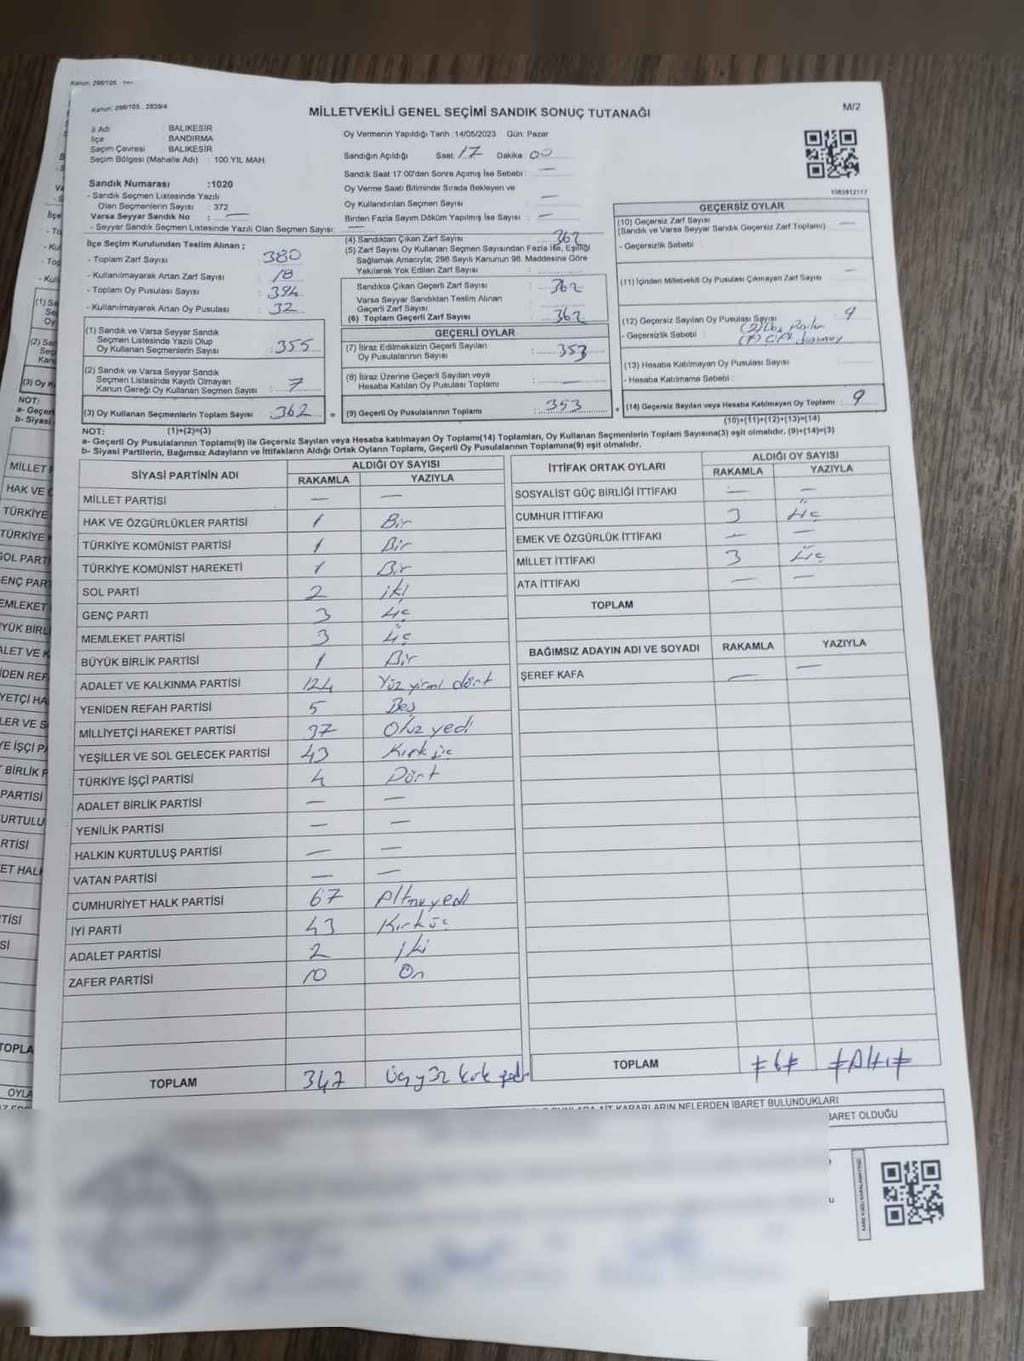 Kanun: 298/105
Kanun: 298/105 - 2839/4
MİLLETVEKİLİ GENEL SEÇİMİ SANDIK SONUÇ TUTANAĞI
M/2
İl Adı BALIKESİR
İlçe BANDIRMA
Seçim Çevresi BALIKESİR
Seçim Bölgesi (Mahalle Adı) 100.YIL MAH.
Oy Vermenin Yapıldığı Tarih :14/05/2023 Gün: Pazar
Sandığın Açıldığı Saat: 17 Dakika 00
Sandık Saat 17:00'den Sonra Açımış İse Sebebi : —
Oy Verme Saati Bitiminde Sırada Bekleyen ve
Oy Kullandırılan Seçmen Sayısı : —
Birden Fazla Sayım Döküm Yapılmış İse Sayısı : —
1083912117
Sandık Numarası :1020
- Sandık Seçmen Listesinde Yazılı
Olan Seçmenlerin Sayısı : 372
Varsa Seyyar Sandık No : —
- Seyyar Sandık Seçmen Listesinde Yazılı Olan Seçmen Sayısı: —
İlçe Seçim Kurulundan Teslim Alınan ;
- Toplam Zarf Sayısı : 380
- Kullanılmayarak Artan Zarf Sayısı : 18
- Toplam Oy Pusulası Sayısı : 394
- Kullanılmayarak Artan Oy Pusulası : 32
(1) Sandık ve Varsa Seyyar Sandık
Seçmen Listesinde Yazılı Olup
Oy Kullanan Seçmenlerin Sayısı : 355
(2) Sandık ve Varsa Seyyar Sandık
Seçmen Listesinde Kayıtlı Olmayan
Kanun Gereği Oy Kullanan Seçmen Sayısı : 7
(3) Oy Kullanan Seçmenlerin Toplam Sayısı : 362 =
(4) Sandıktan Çıkan Zarf Sayısı : 362
(5) Zarf Sayısı Oy Kullanan Seçmen Sayısından Fazla İse, Eşitliği
Sağlamak Amacıyla; 298 Sayılı Kanunun 98. Maddesine Göre
Yakılarak Yok Edilen Zarf Sayısı : —
Sandıkta Çıkan Geçerli Zarf Sayısı : 362
Varsa Seyyar Sandıktan Teslim Alınan
Geçerli Zarf Sayısı : —
(6) Toplam Geçerli Zarf Sayısı : 362
GEÇERLİ OYLAR
(7) İtiraz Edilmeksizin Geçerli Sayılan
Oy Pusulalarının Sayısı : 353
(8) İtiraz Üzerine Geçerli Sayılan veya
Hesaba Katılan Oy Pusulası Toplamı : —
(9) Geçerli Oy Pusulalarının Toplamı : 353 +
GEÇERSİZ OYLAR
(10) Geçersiz Zarf Sayısı
(Sandık ve Varsa Seyyar Sandık Geçersiz Zarf Toplamı) : —
- Geçersizlik Sebebi :
(11) İçinden Milletvekili Oy Pusulası Çıkmayan Zarf Sayısı : —
(12) Geçersiz Sayılan Oy Pusulası Sayısı : 9
- Geçersizlik Sebebi :
(13) Hesaba Katılmayan Oy Pusulası Sayısı :
- Hesaba Katılmama Sebebi :
(14) Geçersiz Sayılan veya Hesaba Katılmayan Oy Toplamı : 9
NOT: (1)+(2)=(3)
(10)+(11)+(12)+(13)=(14)
a- Geçerli Oy Pusulalarının Toplamı(9) ile Geçersiz Sayılan veya Hesaba katılmayan Oy Toplamı(14) Toplamları, Oy Kullanan Seçmenlerin Toplam Sayısına(3) eşit olmalıdır. (9)+(14)=(3)
b- Siyasi Partilerin, Bağımsız Adayların ve İttifakların Aldığı Ortak Oyların Toplamı, Geçerli Oy Pusulalarının Toplamına(9) eşit olmalıdır.
SİYASİ PARTİNİN ADI ALDIĞI OY SAYISI
RAKAMLA YAZIYLA
MİLLET PARTİSI — —
HAK VE ÖZGÜRLÜKLER PARTİSİ 1 Bir
TÜRKİYE KOMÜNİST PARTİSİ 1 Bir
TÜRKİYE KOMÜNİST HAREKETİ 1 Bir
SOL PARTİ 2 iki
GENÇ PARTİ 3 üç
MEMLEKET PARTİSİ 3 üç
BÜYÜK BİRLİK PARTİSİ 1 Bir
ADALET VE KALKINMA PARTİSİ 124 Yüz yirmi dört
YENİDEN REFAH PARTİSİ 5 Beş
MİLLİYETÇİ HAREKET PARTİSİ 37 Otuz yedi
YEŞİLLER VE SOL GELECEK PARTİSİ 43 Kırk üç
TÜRKİYE İŞÇİ PARTİSİ 4 Dört
ADALET BİRLİK PARTİSİ — —
YENİLİK PARTİSİ — —
HALKIN KURTULUŞ PARTİSİ — —
VATAN PARTİSİ — —
CUMHURİYET HALK PARTİSİ 67 Altmışyedi
İYİ PARTİ 43 Kırküç
ADALET PARTİSİ 2 İki
ZAFER PARTİSİ 10 On
TOPLAM 347 Üçyüz kırk yedi
İTTİFAK ORTAK OYLARI ALDIĞI OY SAYISI
RAKAMLA YAZIYLA
SOSYALİST GÜÇ BİRLİĞİ İTTİFAKI — —
CUMHUR İTTİFAKI 3 üç
EMEK VE ÖZGÜRLÜK İTTİFAKI — —
MİLLET İTTİFAKI 3 üç
ATA İTTİFAKI — —
TOPLAM
BAĞIMSIZ ADAYIN ADI VE SOYADI RAKAMLA YAZIYLA
ŞEREF KAFA — —
TOPLAM ≠6≠ ≠Altı≠
NELERDEN İBARET BULUNDUKLARI
BARET OLDUĞU